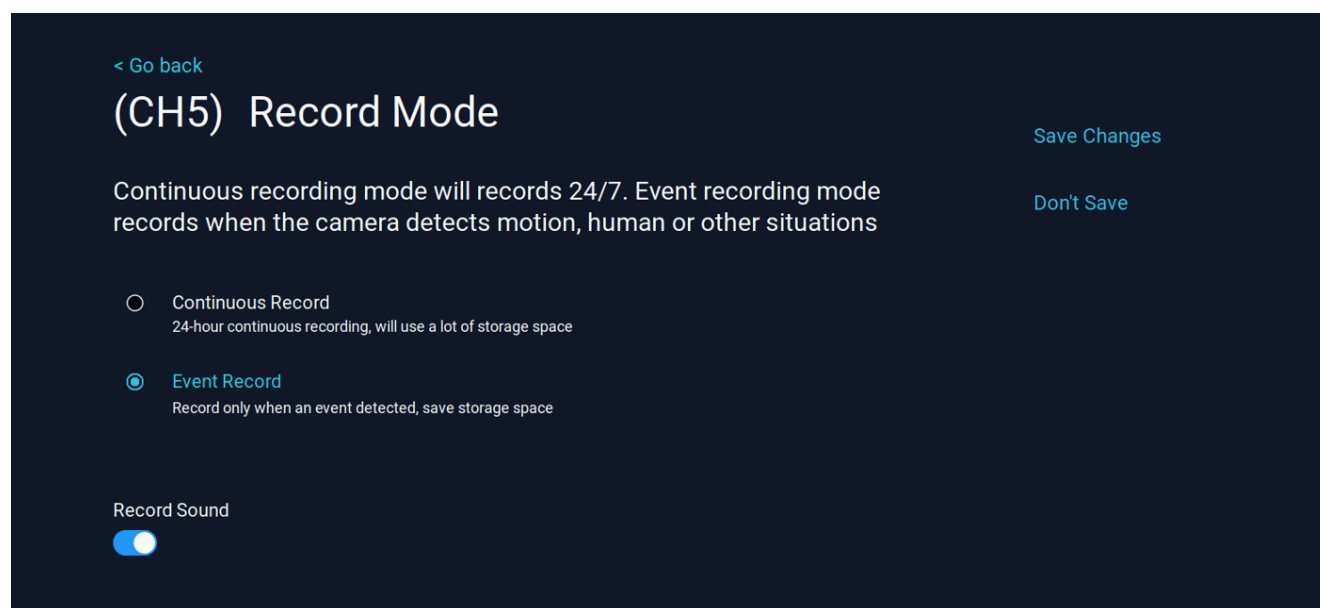 < Go back
(CH5) Record Mode
Save Changes
Continuous recording mode will records 24/7. Event recording mode
records when the camera detects motion, human or other situations
Don't Save
Continuous Record
24-hour continuous recording, will use a lot of storage space
Event Record
Record only when an event detected, save storage space
Record Sound